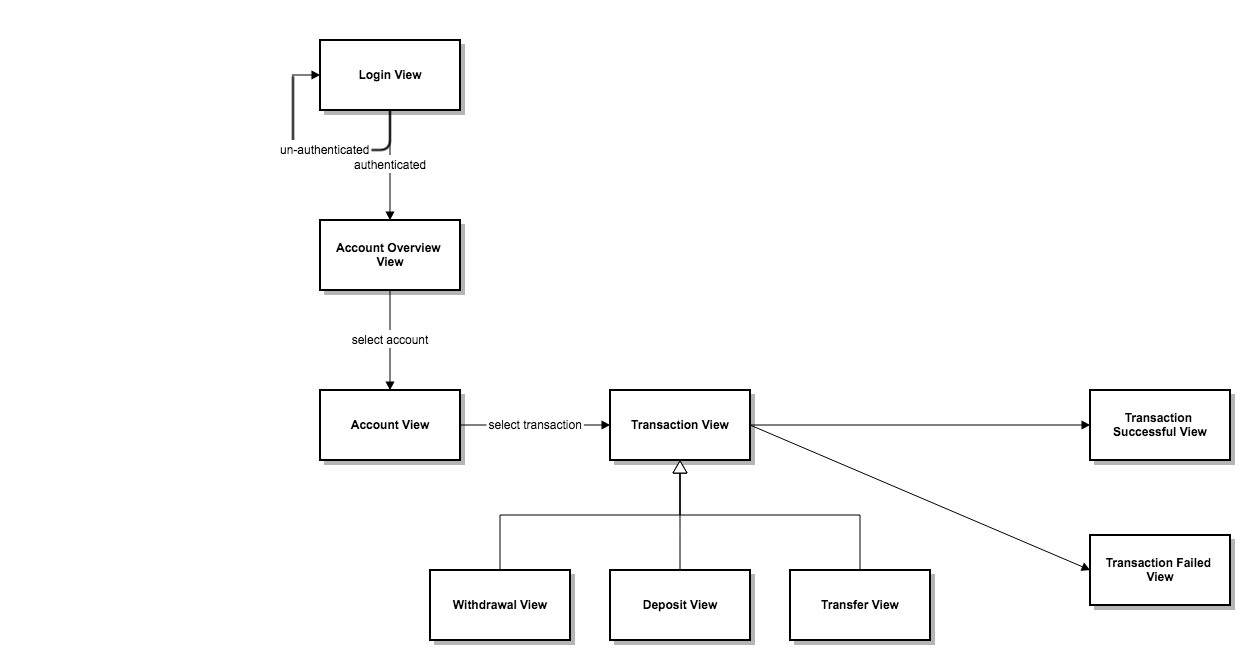 Login View
un-authenticated
authenticated
Account Overview
View
select account
Account View
select transaction
Transaction View
Transaction
Successful View
Transaction Failed
View
Withdrawal View
Deposit View
Transfer View